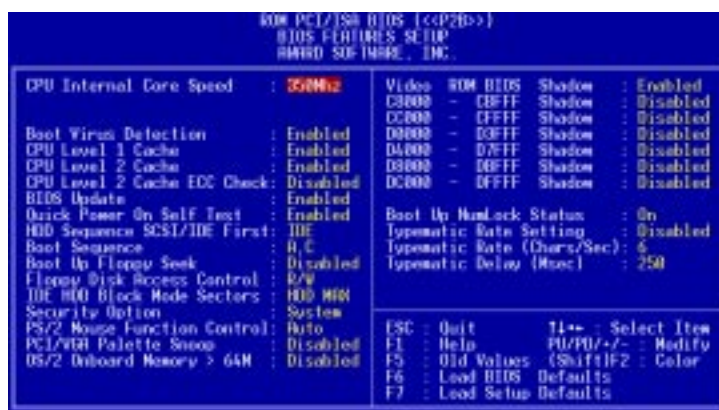 ROM PCI/ISA BIOS (<<P2B>>)
BIOS FEATURES SETUP
AWARD SOFTWARE, INC.
CPU Internal Core Speed : 350Mhz
Boot Virus Detection : Enabled
CPU Level 1 Cache : Enabled
CPU Level 2 Cache : Enabled
CPU Level 2 Cache ECC Check: Disabled
BIOS Update : Enabled
Quick Power On Self Test : Enabled
HDD Sequence SCSI/IDE First: IDE
Boot Sequence : A,C
Boot Up Floppy Seek : Disabled
Floppy Disk Access Control : R/W
IDE HDD Block Mode Sectors : HDD MAX
Security Option : System
PS/2 Mouse Function Control: Auto
PCI/VGA Palette Snoop : Disabled
OS/2 Onboard Memory > 64M : Disabled
Video ROM BIOS Shadow : Enabled
C8000 - CBFFF Shadow : Disabled
CC000 - CFFFF Shadow : Disabled
D0000 - D3FFF Shadow : Disabled
D4000 - D7FFF Shadow : Disabled
D8000 - DBFFF Shadow : Disabled
DC000 - DFFFF Shadow : Disabled
Boot Up NumLock Status : On
Typematic Rate Setting : Disabled
Typematic Rate (Chars/Sec): 6
Typematic Delay (Msec) : 250
ESC : Quit ↑↓→← : Select Item
F1 : Help PU/PD/+/- : Modify
F5 : Old Values (Shift)F2 : Color
F6 : Load BIOS Defaults
F7 : Load Setup Defaults